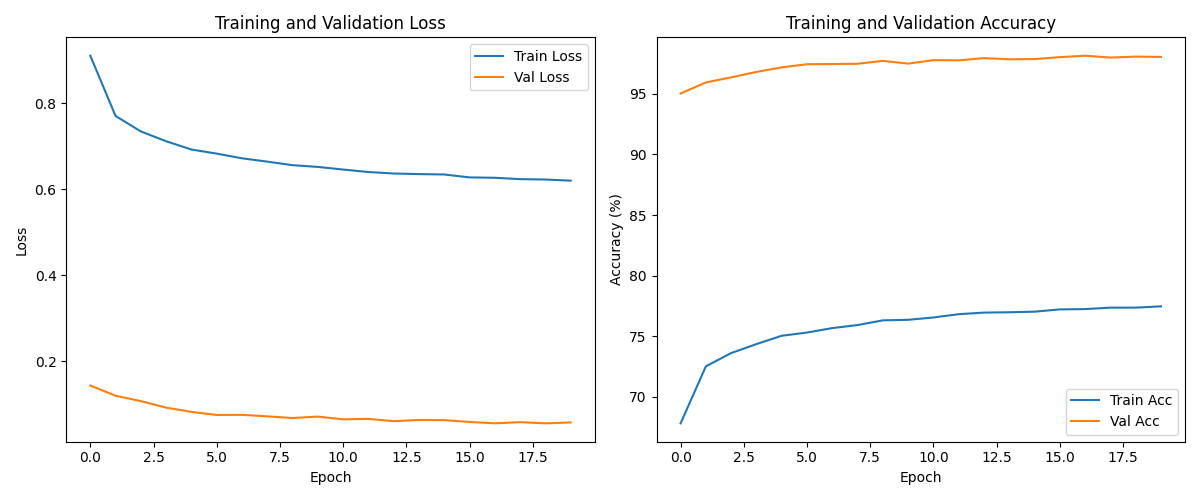 Training and Validation Loss
Train Loss
Val Loss
0.8
0.6
0.4
0.2
Loss
0.0 2.5 5.0 7.5 10.0 12.5 15.0 17.5
Epoch
Training and Validation Accuracy
95
90
85
80
75
70
Accuracy (%)
Train Acc
Val Acc
0.0 2.5 5.0 7.5 10.0 12.5 15.0 17.5
Epoch